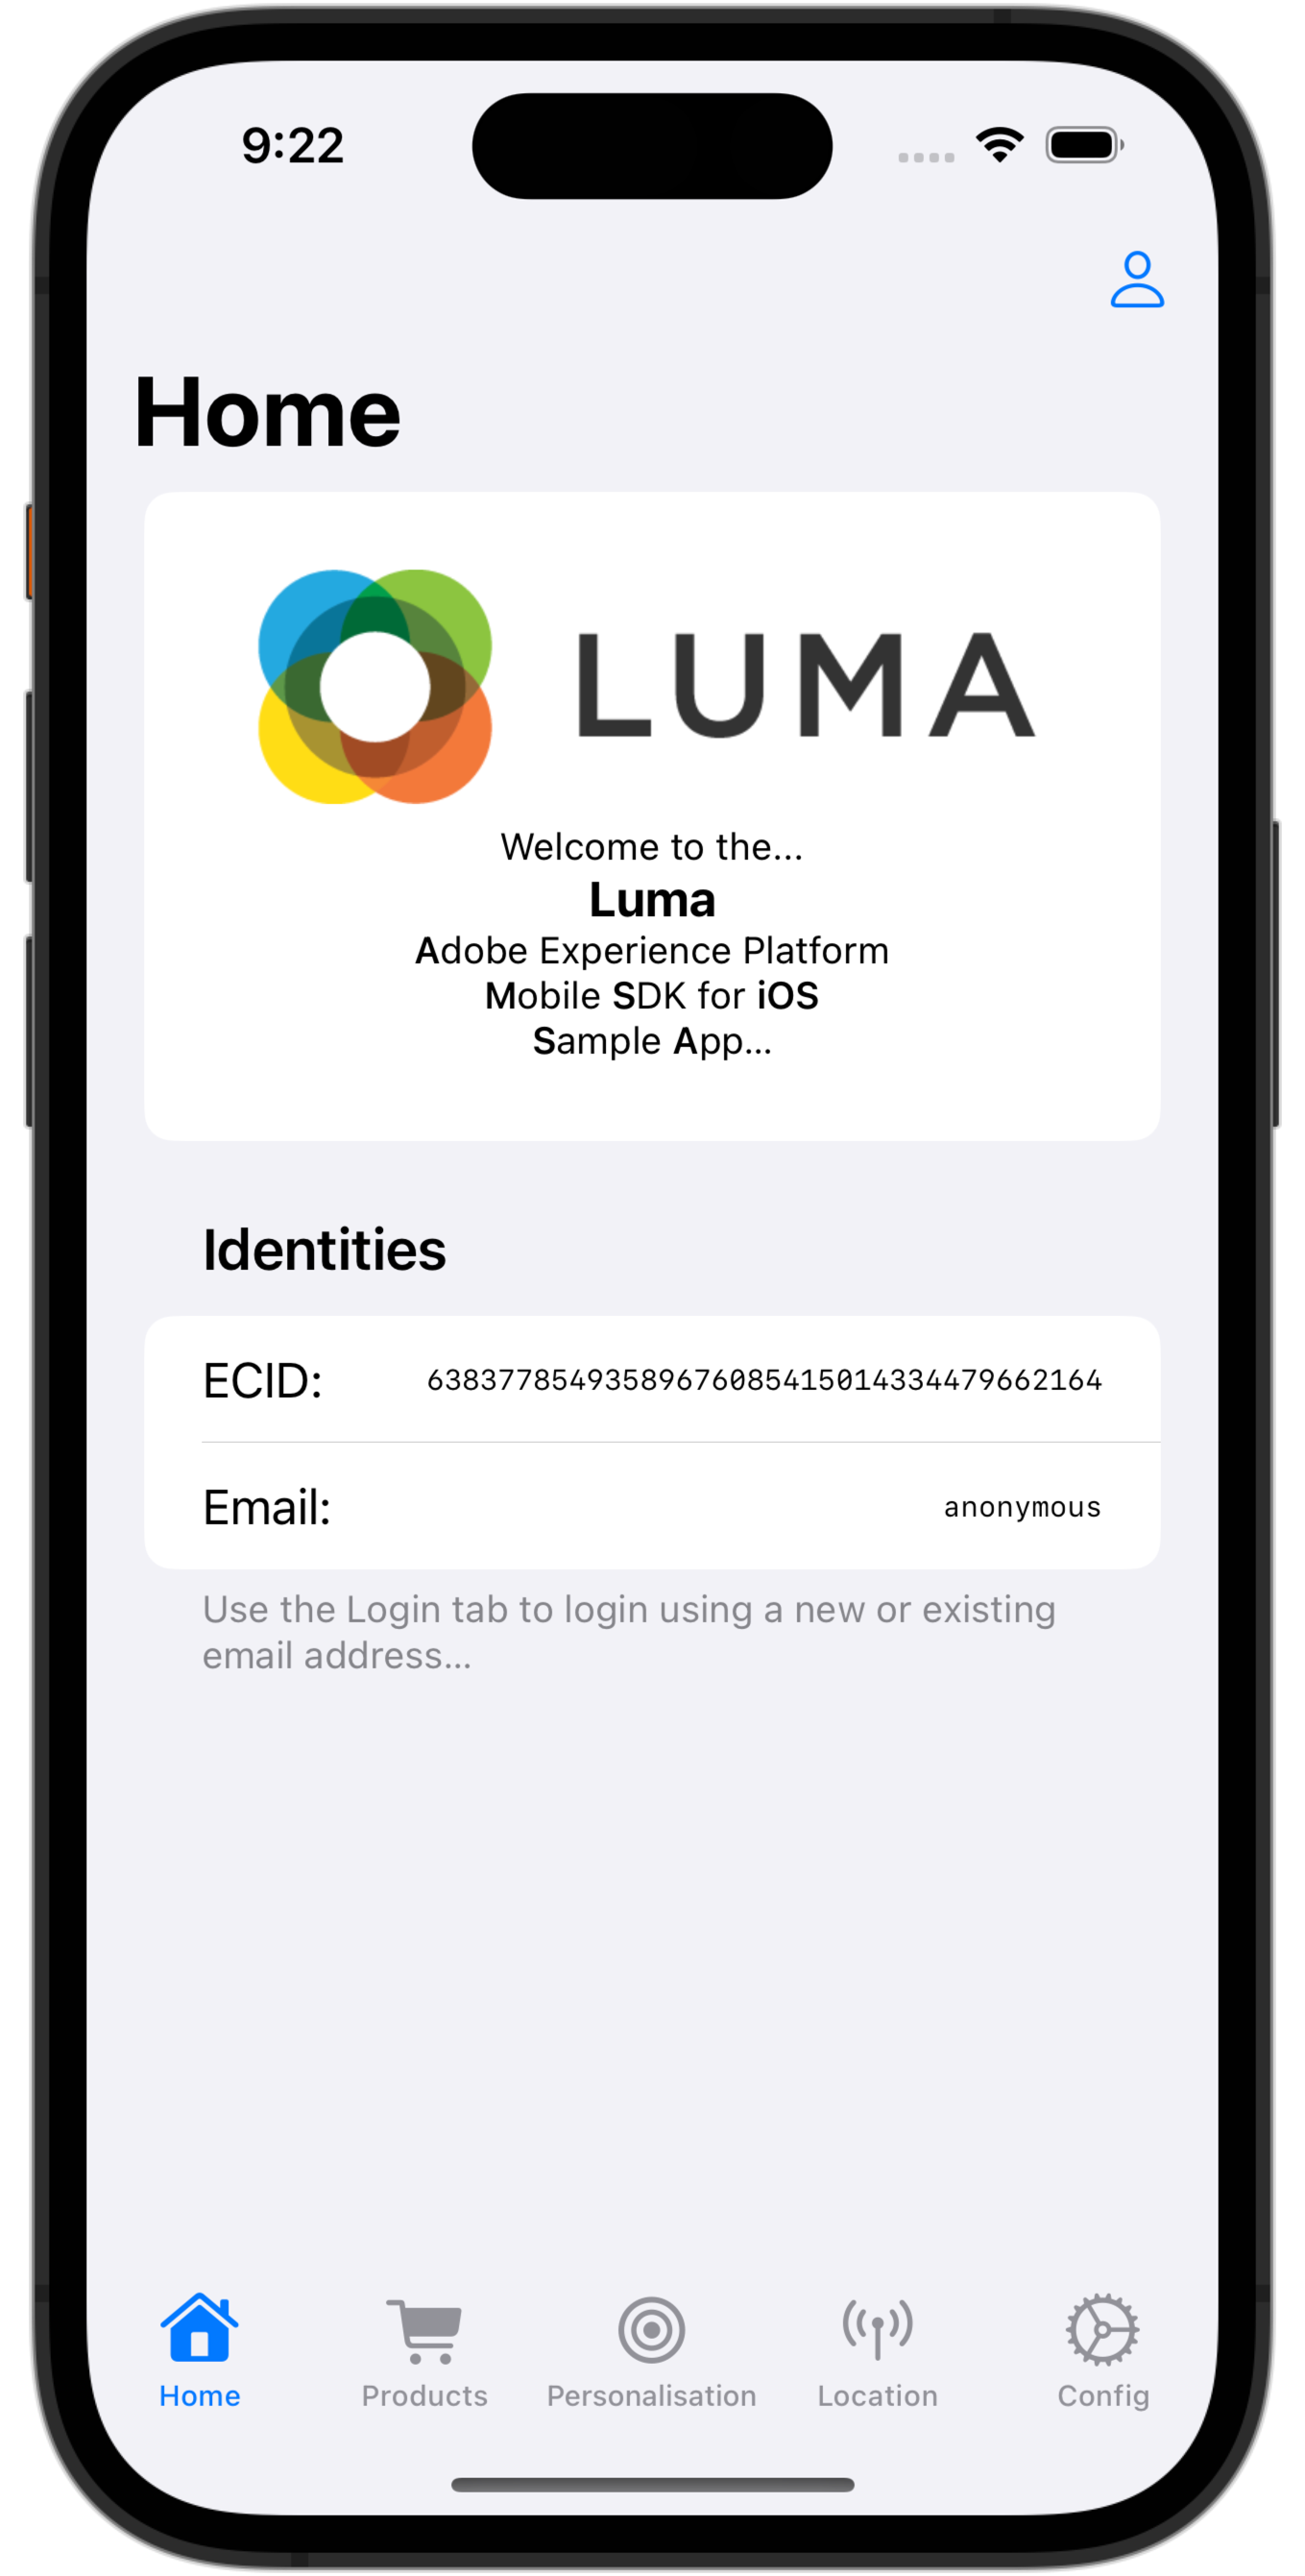 9:22
Home
LUMA
Welcome to the...
Luma
Adobe Experience Platform
Mobile SDK for iOS
Sample App...
Identities
ECID: 63837785493589676085415014334479662164
Email: anonymous
Use the Login tab to login using a new or existing
email address...
Home Products Personalisation Location Config